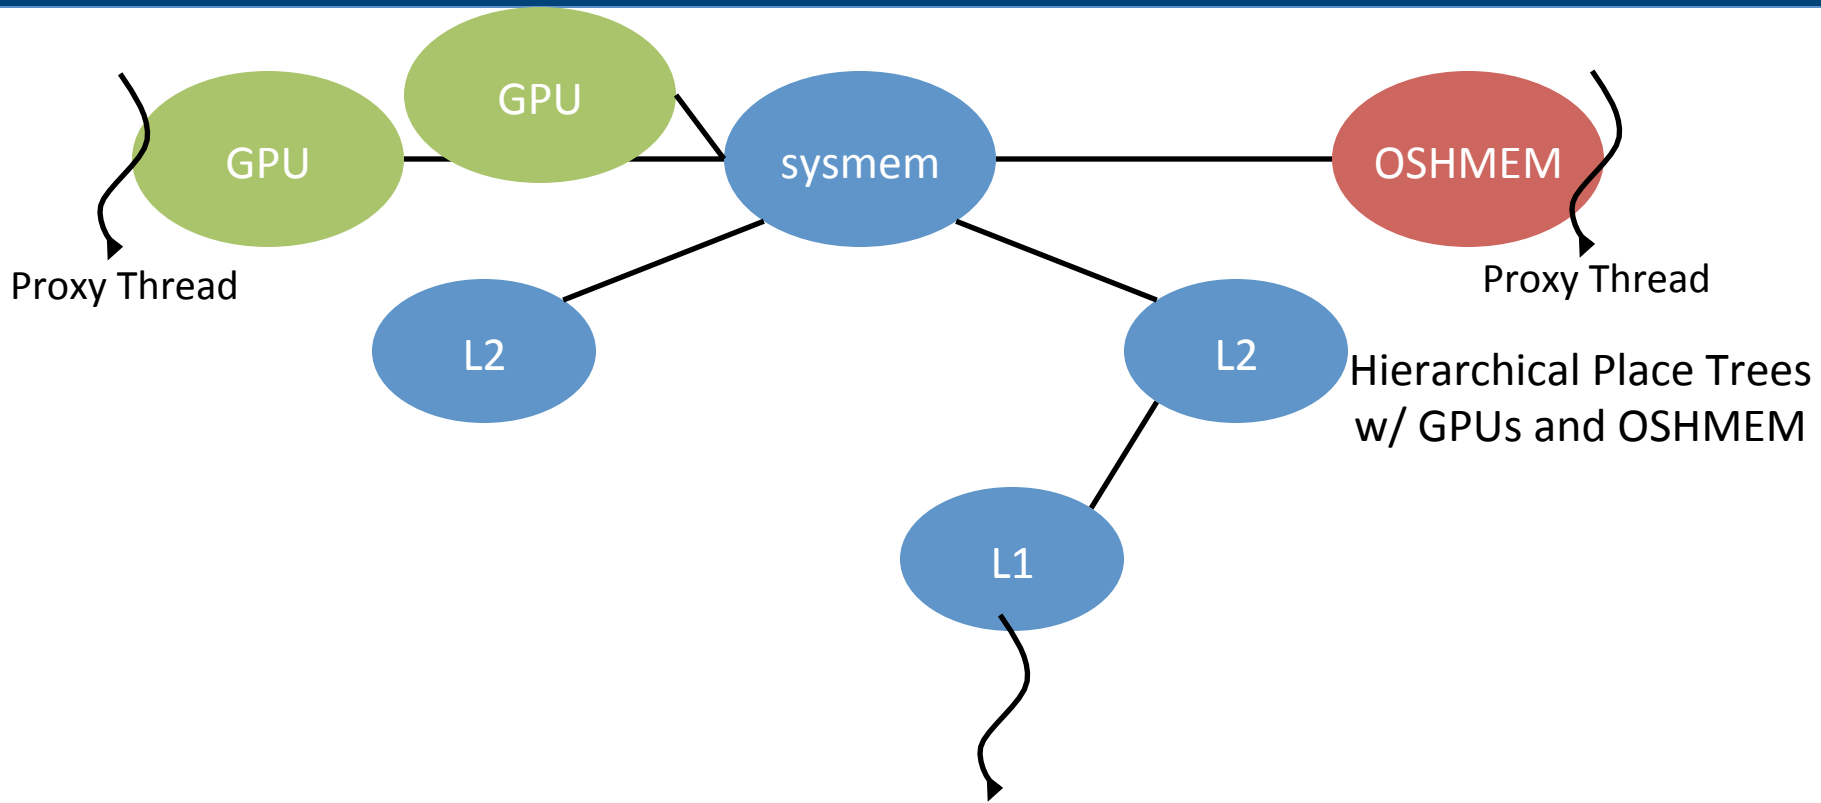 GPU
GPU
sysmem
OSHMEM
Proxy Thread
Proxy Thread
L2
L2
Hierarchical Place Trees
w/ GPUs and OSHMEM
L1